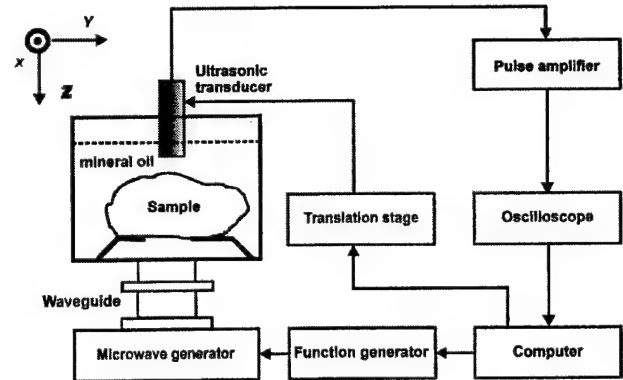 Y
X
Z
Ultrasonic
transducer
Pulse amplifier
mineral oil
Sample
Translation stage
Oscilloscope
Waveguide
Microwave generator
Function generator
Computer